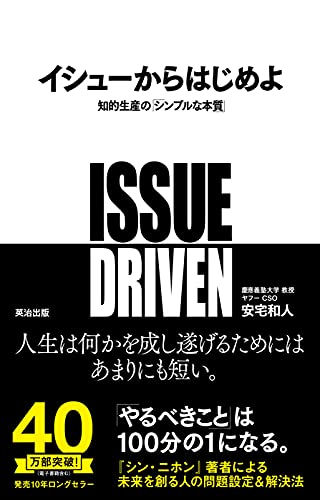 イシューからはじめよ
知的生産の「シンプルな本質」
ISSUE
DRIVEN
慶應義塾大学 教授
ヤフー CSO
安宅和人
英治出版
人生は何かを成し遂げるためには
あまりにも短い。
40
万部突破!
(電子書籍含む)
発売10年ロングセラー
「やるべきこと」は
100分の1になる。
『シン・ニホン』著者による
未来を創る人の問題設定&解決法